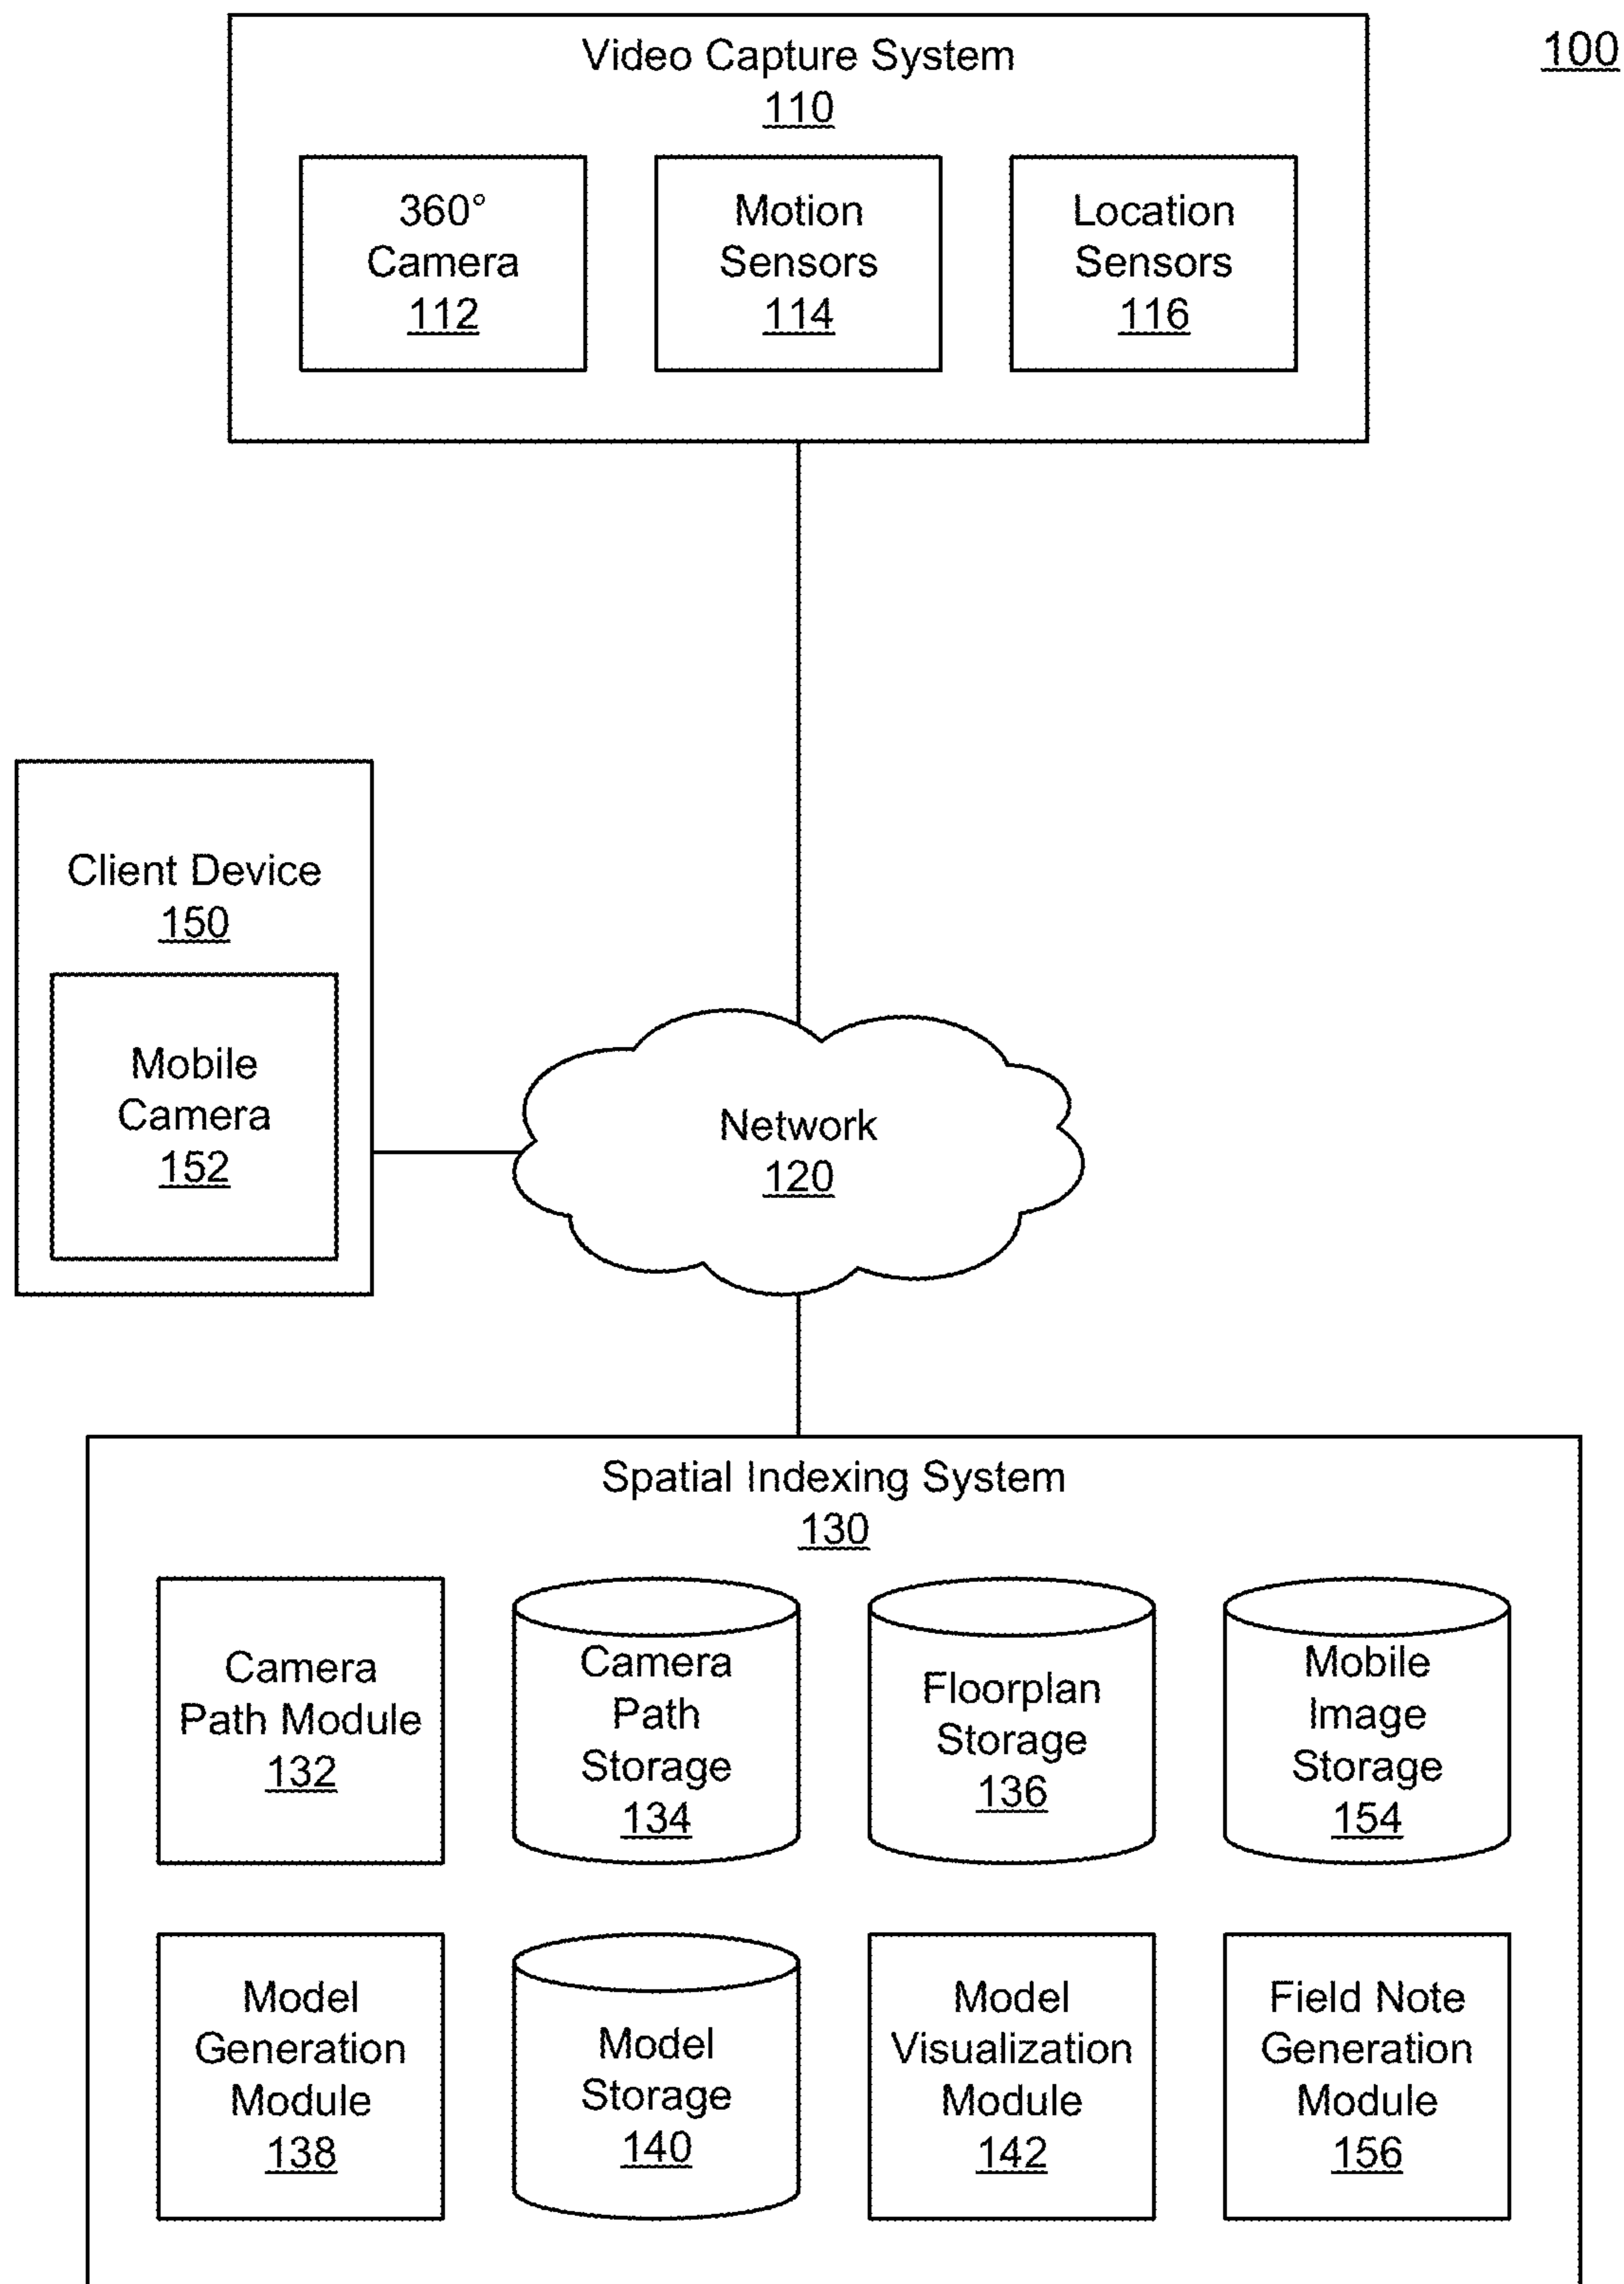 100
Video Capture System
110
360°
Camera
112
Motion
Sensors
114
Location
Sensors
116
Client Device
150
Mobile
Camera
152
Network
120
Spatial Indexing System
130
Camera
Path Module
132
Camera
Path
Storage
134
Floorplan
Storage
136
Mobile
Image
Storage
154
Model
Generation
Module
138
Model
Storage
140
Model
Visualization
Module
142
Field Note
Generation
Module
156